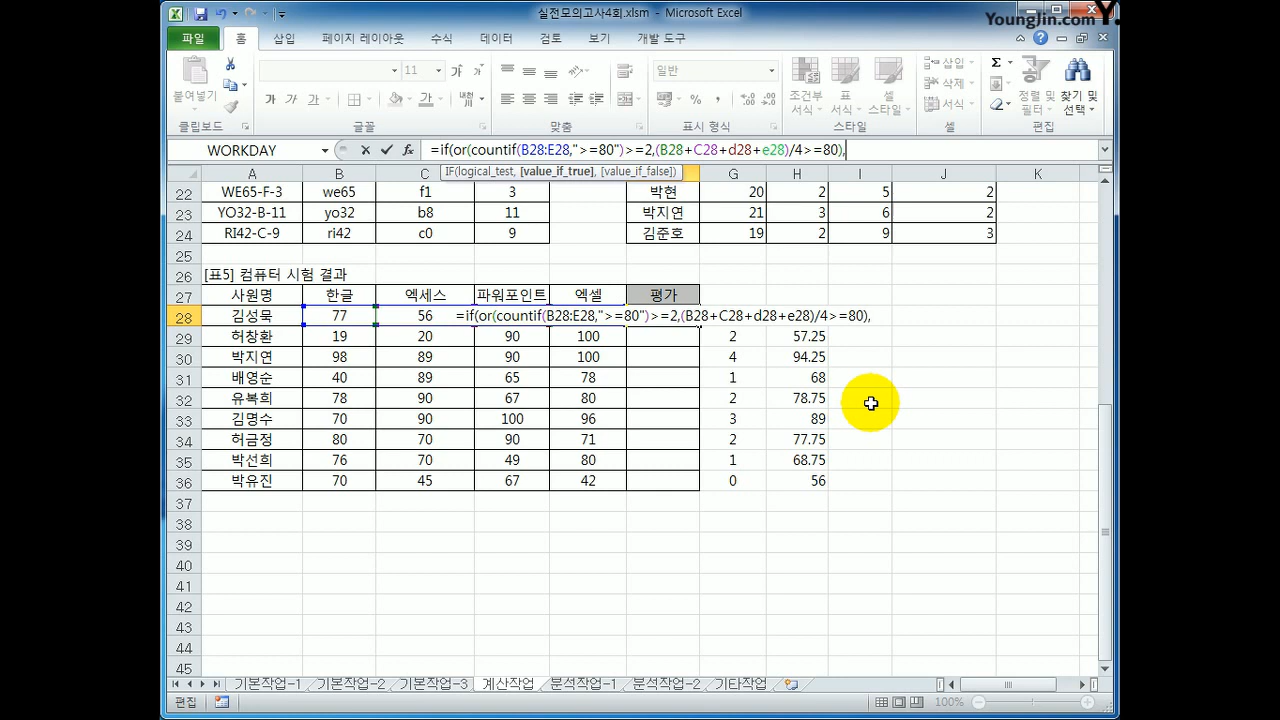 실전모의고사4회.xlsm - Microsoft Excel
YoungJin.com Y.
파일 홈 삽입 페이지 레이아웃 수식 데이터 검토 보기 개발 도구
붙여넣기 클립보드
11 가 가 가 가 가 글꼴
맞춤
일반 % , 표시 형식
조건부 서식 표 서식 셀 스타일 스타일
삽입 삭제 서식 셀
Σ 정렬 및 필터 찾기 및 선택 편집
WORKDAY fx =if(or(countif(B28:E28,">=80")>=2,(B28+C28+d28+e28)/4>=80),
IF(logical_test, [value_if_true], [value_if_false])
A B C G H I J K
22 WE65-F-3 we65 f1 3 박현 20 2 5 2
23 YO32-B-11 yo32 b8 11 박지연 21 3 6 2
24 RI42-C-9 ri42 c0 9 김준호 19 2 9 3
25
26 [표5] 컴퓨터 시험 결과
27 사원명 한글 엑세스 파워포인트 엑셀 평가
28 김성묵 77 56 =if(or(countif(B28:E28,">=80")>=2,(B28+C28+d28+e28)/4>=80),
29 허창환 19 20 90 100 2 57.25
30 박지연 98 89 90 100 4 94.25
31 배영순 40 89 65 78 1 68
32 유복희 78 90 67 80 2 78.75
33 김명수 70 90 100 96 3 89
34 허금정 80 70 90 71 2 77.75
35 박선희 76 70 49 80 1 68.75
36 박유진 70 45 67 42 0 56
37
38
39
40
41
42
43
44
45
기본작업-1 기본작업-2 기본작업-3 계산작업 분석작업-1 분석작업-2 기타작업
편집 100%